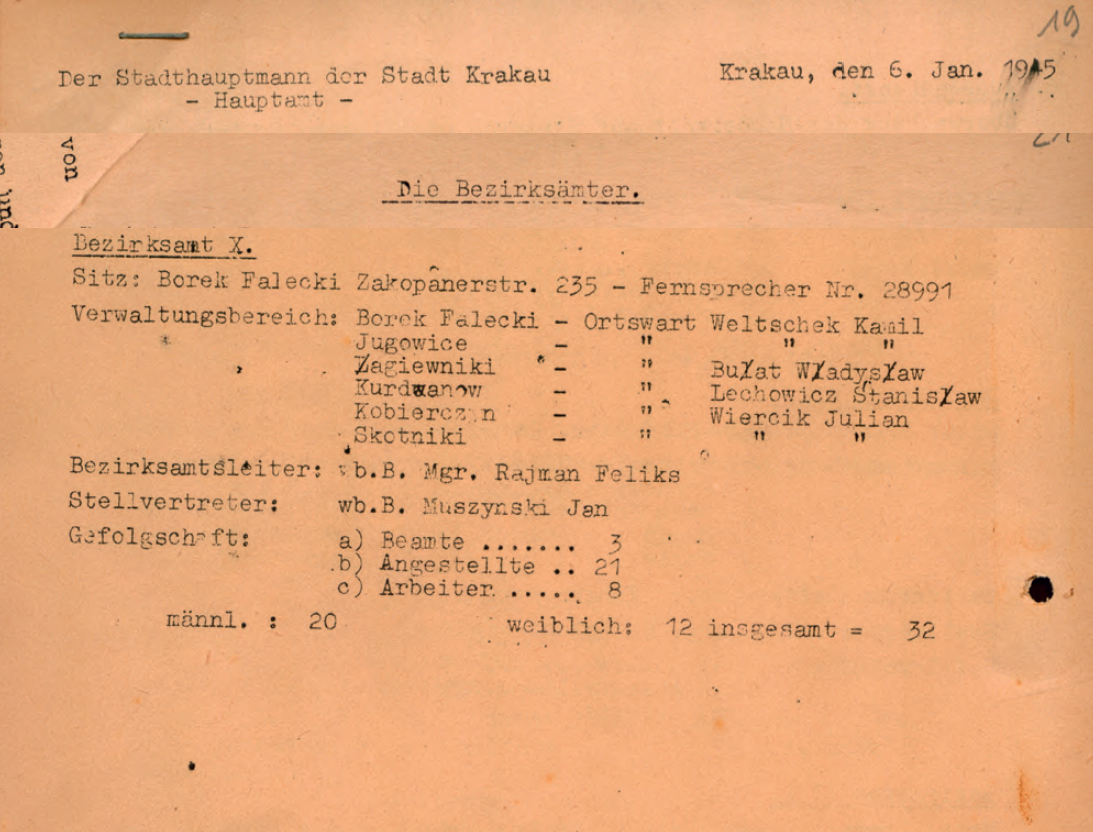 19
Der Stadthauptmann der Stadt Krakau
Krakau, den 6. Jan. 1945
- Hauptamt -
von
Die Bezirksämter.
Bezirksamt X.
Sitz: Borek Falecki Zakopanerstr. 235 - Fernsprecher Nr. 28991
Verwaltungsbereich: Borek Falecki - Ortswart Weltschek Kamil
Jugowice - " " "
Łagiewniki - " Bułat Władysław
Kurdwanow - " Lechowicz Stanisław
Kobierczyn - " Wiercik Julian
Skotniki - " " "
Bezirksamtsleiter: wb.B. Mgr. Rajman Feliks
Stellvertreter: wb.B. Muszynski Jan
Gefolgschaft: a) Beamte ....... 3
b) Angestellte .. 21
c) Arbeiter ..... 8
männl. : 20 weiblich: 12 insgesamt = 32